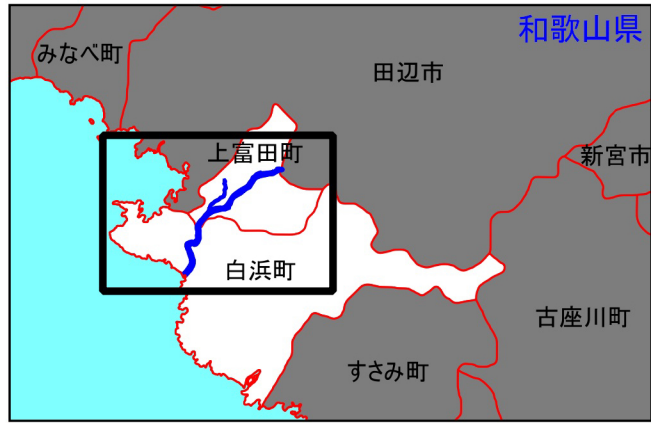 和歌山県
みなべ町
田辺市
上富田町
新宮市
白浜町
古座川町
すさみ町